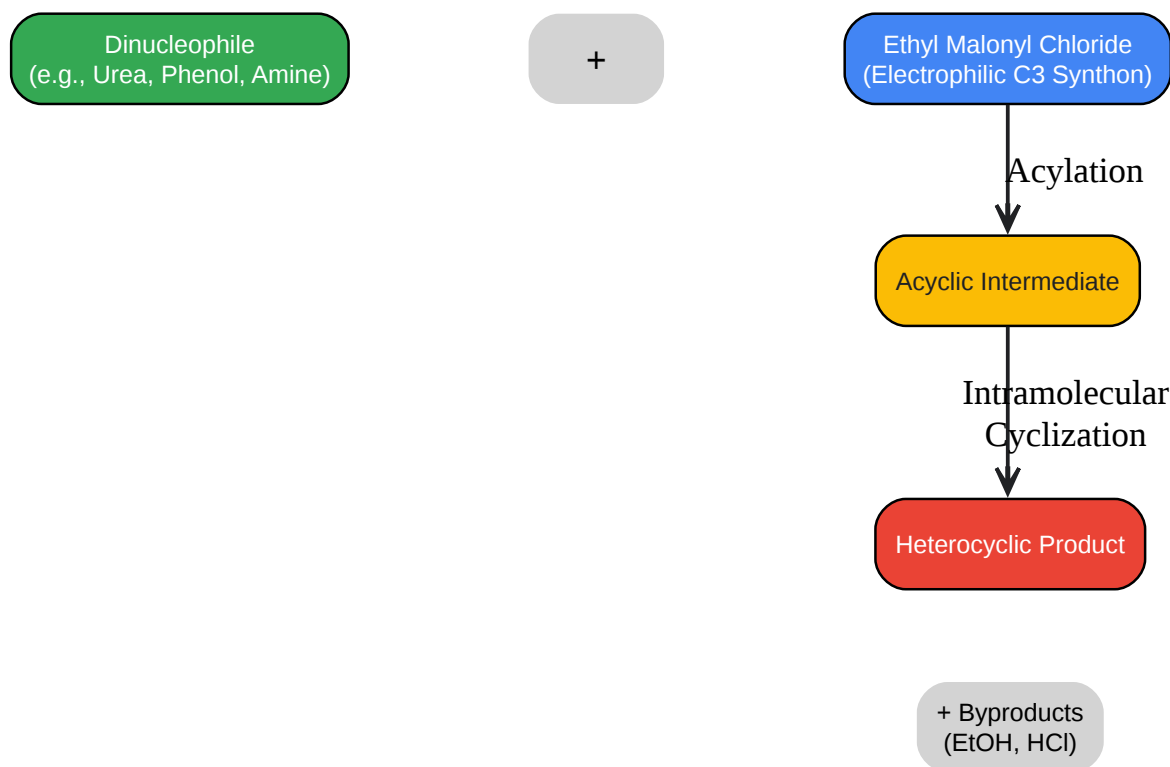 Dinucleophile
(e.g., Urea, Phenol, Amine)
+
Ethyl Malonyl Chloride
(Electrophilic C3 Synthon)
Acylation
Acyclic Intermediate
Intramolecular
Cyclization
Heterocyclic Product
+ Byproducts
(EtOH, HCl)